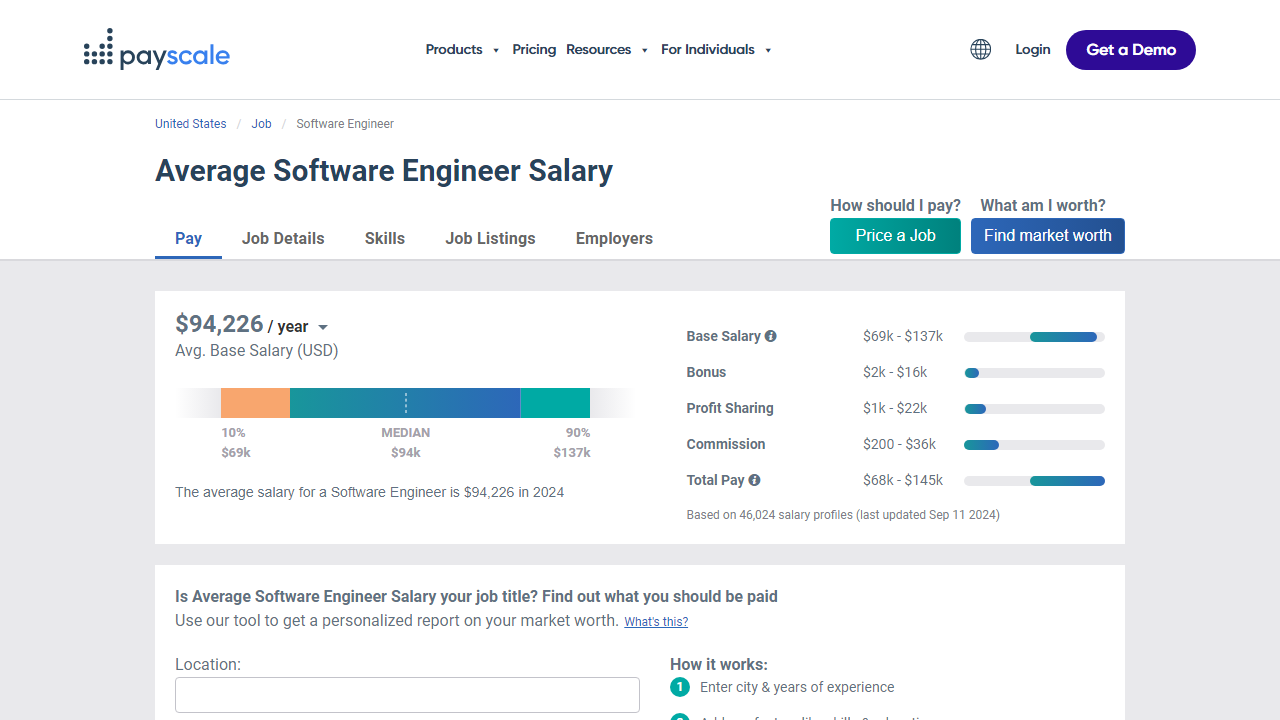 payscale
Products
Pricing
Resources
For Individuals
Login
Get a Demo
United States / Job / Software Engineer
Average Software Engineer Salary
How should I pay?
What am I worth?
Pay
Job Details
Skills
Job Listings
Employers
Price a Job
Find market worth
$94,226 / year
Avg. Base Salary (USD)
10%
MEDIAN
90%
$69k
$94k
$137k
The average salary for a Software Engineer is $94,226 in 2024
Base Salary $69k - $137k
Bonus $2k - $16k
Profit Sharing $1k - $22k
Commission $200 - $36k
Total Pay $68k - $145k
Based on 46,024 salary profiles (last updated Sep 11 2024)
Is Average Software Engineer Salary your job title? Find out what you should be paid
Use our tool to get a personalized report on your market worth. What's this?
Location:
How it works:
1 Enter city & years of experience